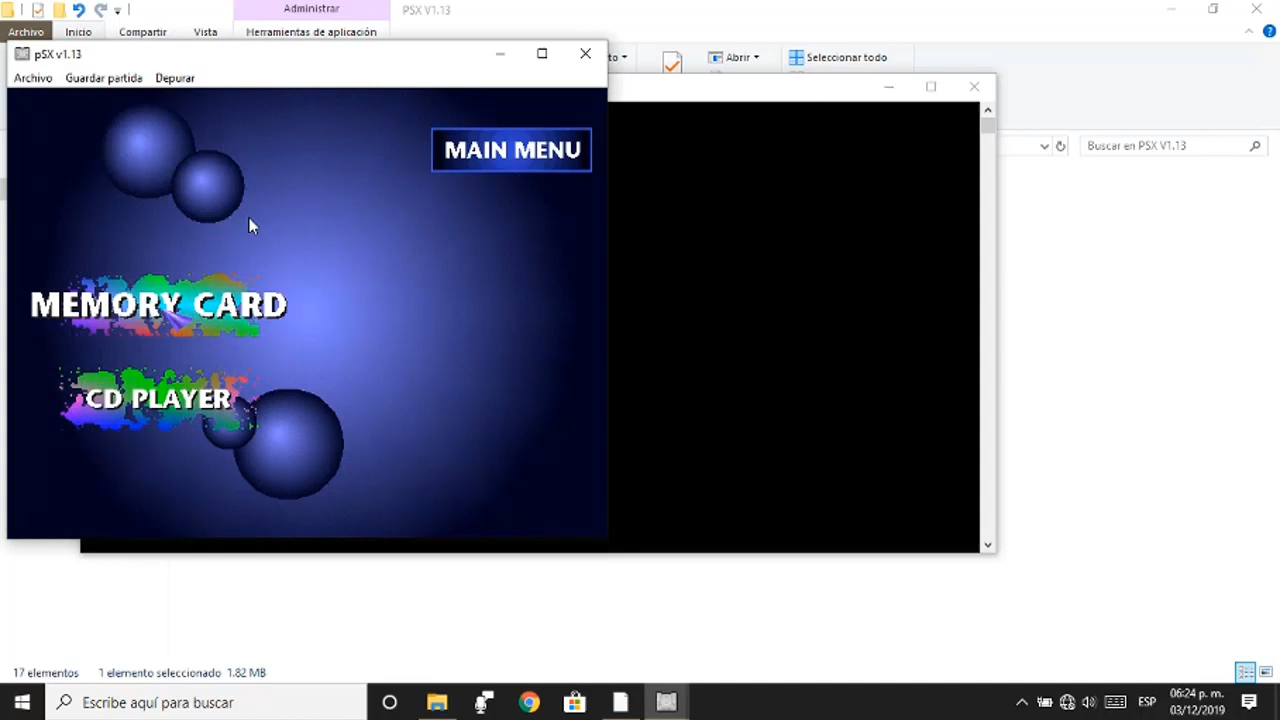 Administrar
PSX V1.13
Archivo
Inicio
Compartir
Vista
Herramientas de aplicación
pSX v1.13
Archivo
Guardar partida
Depurar
Abrir
Seleccionar todo
Buscar en PSX V1.13
MAIN MENU
MEMORY CARD
CD PLAYER
17 elementos
1 elemento seleccionado 1.82 MB
Escribe aquí para buscar
ESP
06:24 p. m.
03/12/2019